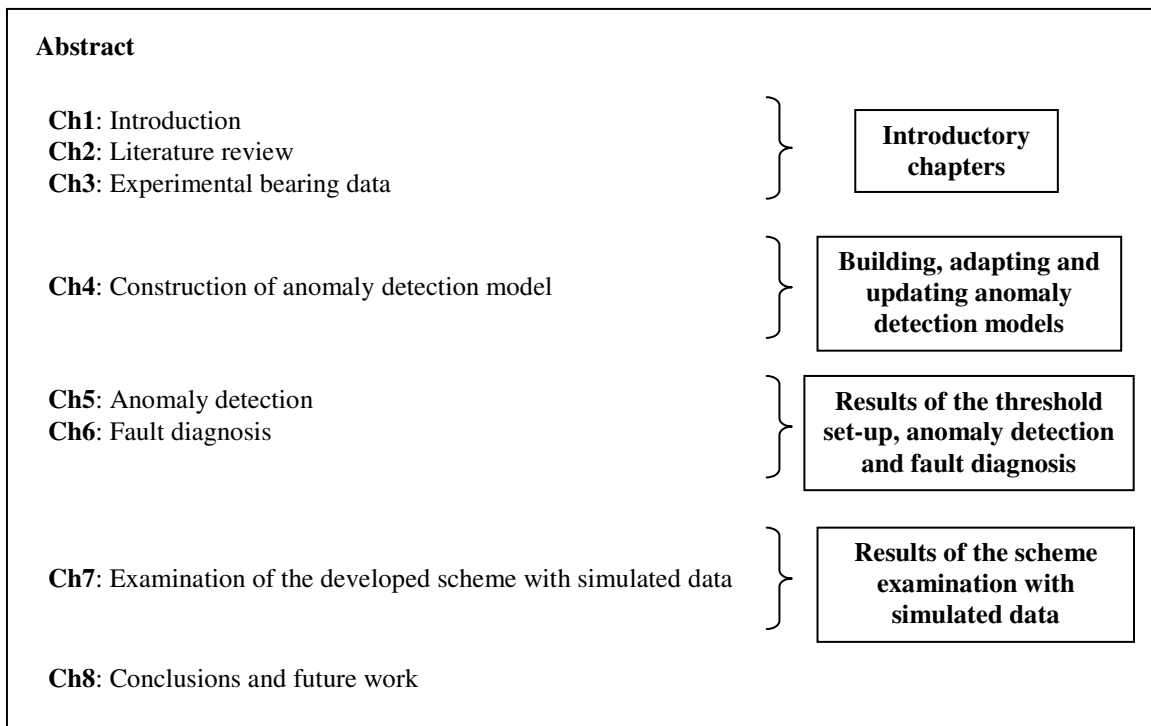 Abstract
Ch1: Introduction
Ch2: Literature review
Ch3: Experimental bearing data
Introductory
chapters
Ch4: Construction of anomaly detection model
Building, adapting and
updating anomaly
detection models
Ch5: Anomaly detection
Ch6: Fault diagnosis
Results of the threshold
set-up, anomaly detection
and fault diagnosis
Ch7: Examination of the developed scheme with simulated data
Results of the scheme
examination with
simulated data
Ch8: Conclusions and future work